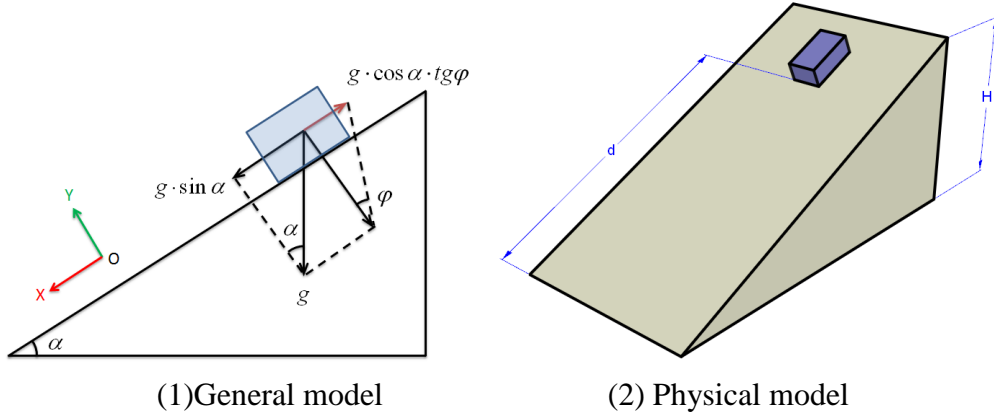 g · cos α · tgφ
g · sin α
φ
α
g
Y
O
X
α
d
H
(1)General model
(2) Physical model